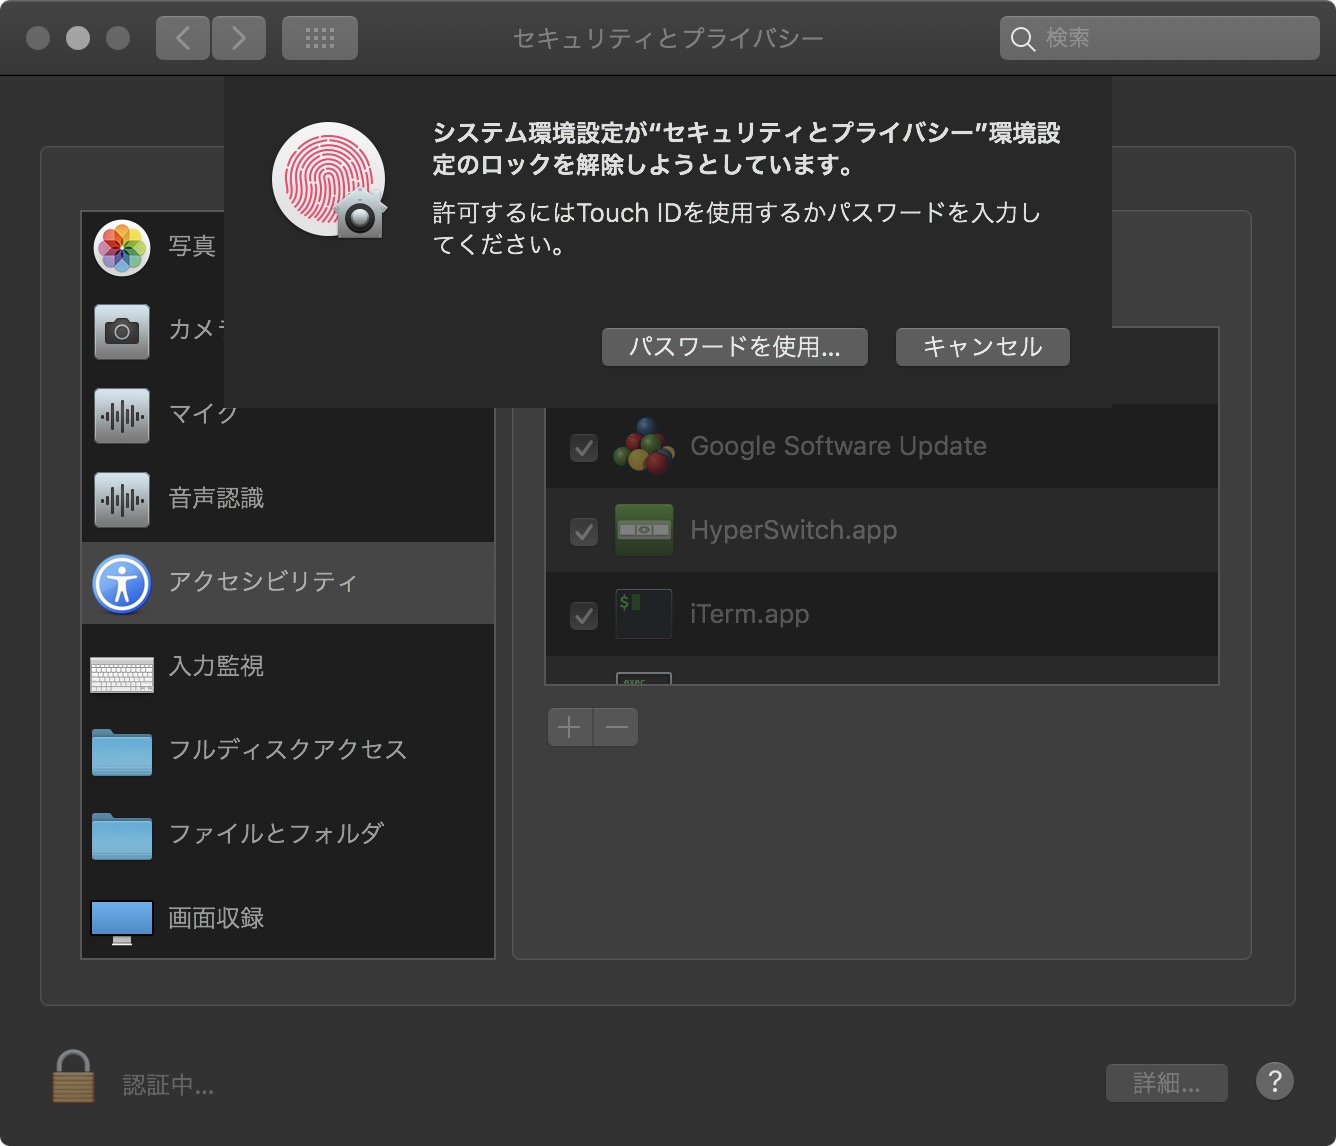 セキュリティとプライバシー
検索
システム環境設定が“セキュリティとプライバシー”環境設
定のロックを解除しようとしています。
許可するにはTouch IDを使用するかパスワードを入力し
てください。
パスワードを使用...
キャンセル
写真
カメ
マイク
音声認識
アクセシビリティ
入力監視
フルディスクアクセス
ファイルとフォルダ
画面収録
Google Software Update
HyperSwitch.app
$
iTerm.app
exec
認証中...
詳細...
?